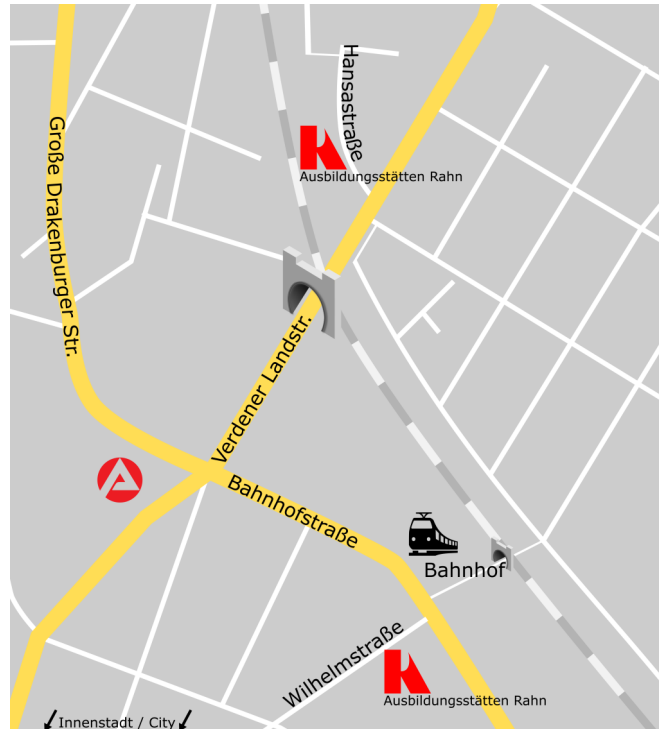 Hansastraße
Große Drakenburger Str.
Ausbildungsstätten Rahn
Verdener Landstr.
Bahnhofstraße
Bahnhof
Wilhelmstraße
Ausbildungsstätten Rahn
Innenstadt / City